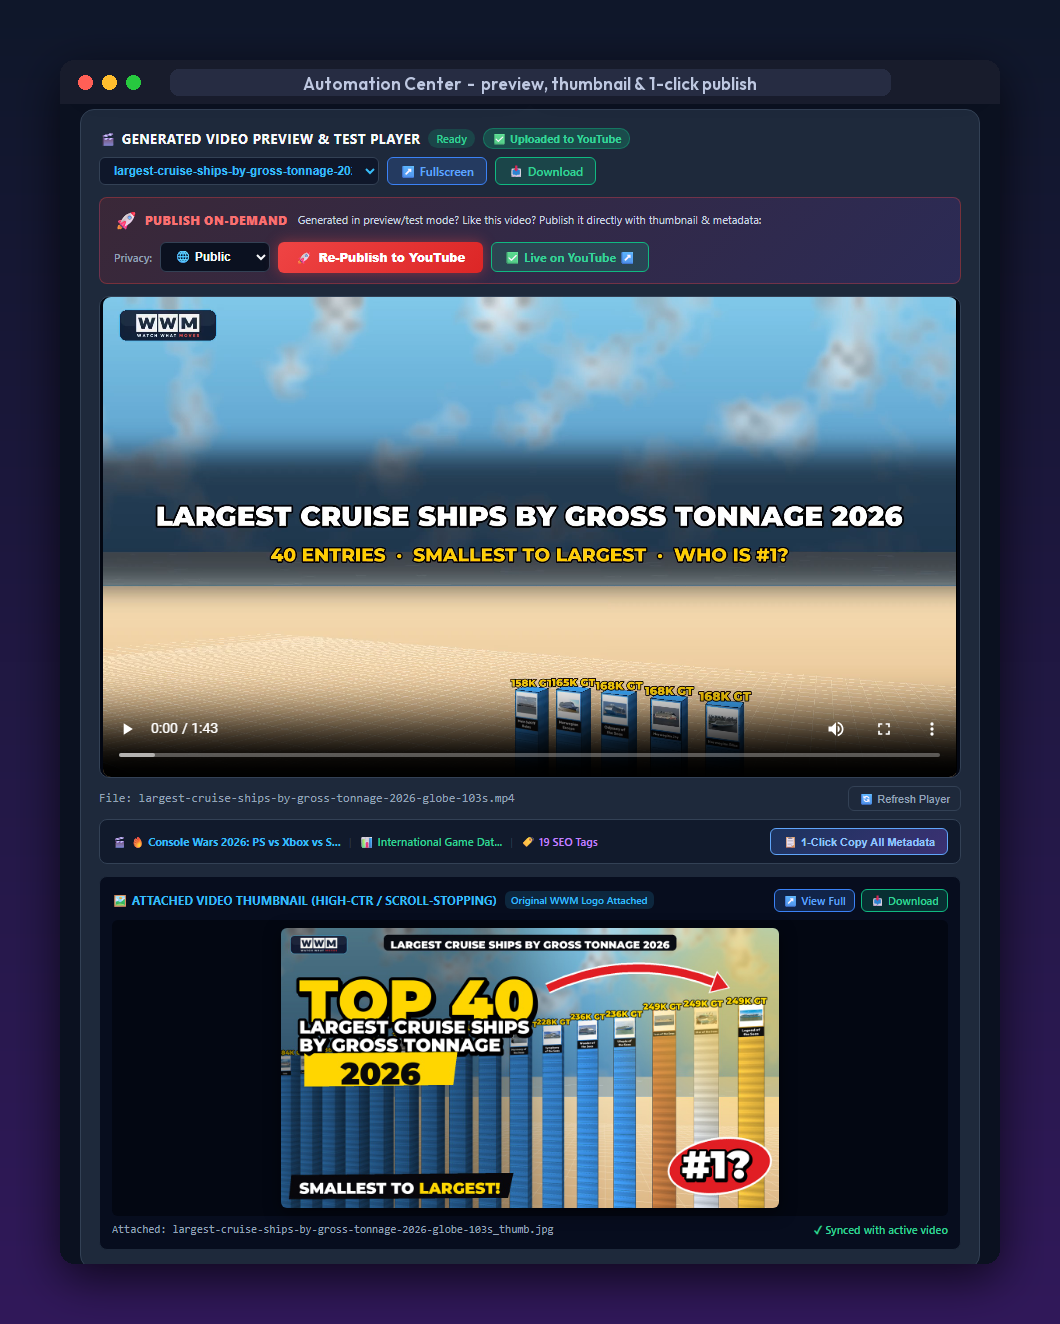 Automation Center - preview, thumbnail & 1-click publish
GENERATED VIDEO PREVIEW & TEST PLAYER Ready Uploaded to YouTube
largest-cruise-ships-by-gross-tonnage-20 Fullscreen Download
PUBLISH ON-DEMAND Generated in preview/test mode? Like this video? Publish it directly with thumbnail & metadata:
Privacy: Public Re-Publish to YouTube Live on YouTube
WWM
WATCH WHAT MOVES
LARGEST CRUISE SHIPS BY GROSS TONNAGE 2026
40 ENTRIES · SMALLEST TO LARGEST · WHO IS #1?
158K GT 165K GT 168K GT 168K GT 168K GT
0:00 / 1:43
File: largest-cruise-ships-by-gross-tonnage-2026-globe-103s.mp4 Refresh Player
Console Wars 2026: PS vs Xbox vs S... | International Game Dat... | 19 SEO Tags 1-Click Copy All Metadata
ATTACHED VIDEO THUMBNAIL (HIGH-CTR / SCROLL-STOPPING) Original WWM Logo Attached View Full Download
WWM
LARGEST CRUISE SHIPS BY GROSS TONNAGE 2026
TOP 40
LARGEST CRUISE SHIPS
BY GROSS TONNAGE
2026
228K GT 236K GT 236K GT 249K GT 249K GT 249K GT
#1?
SMALLEST TO LARGEST!
Attached: largest-cruise-ships-by-gross-tonnage-2026-globe-103s_thumb.jpg ✓ Synced with active video